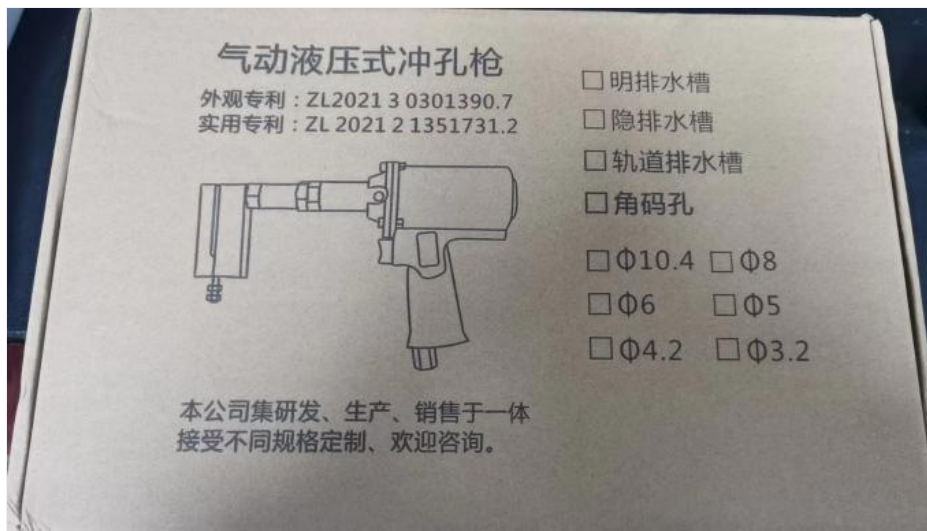 气动液压式冲孔枪
外观专利：ZL2021 3 0301390.7
实用专利：ZL 2021 2 1351731.2
本公司集研发、生产、销售于一体
接受不同规格定制、欢迎咨询。
□明排水槽
□隐排水槽
□轨道排水槽
□角码孔
□Φ10.4 □Φ8
□Φ6 □Φ5
□Φ4.2 □Φ3.2